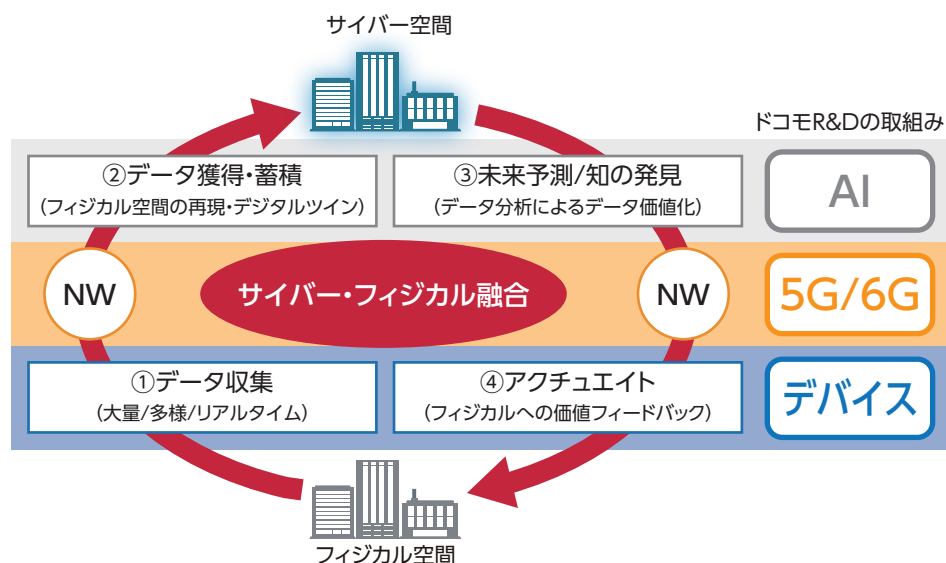 サイバー空間
ドコモR&Dの取組み
②データ獲得・蓄積
(フィジカル空間の再現・デジタルツイン)
③未来予測/知の発見
(データ分析によるデータ価値化)
AI
NW
サイバー・フィジカル融合
NW
5G/6G
①データ収集
(大量/多様/リアルタイム)
④アクチュエイト
(フィジカルへの価値フィードバック)
デバイス
フィジカル空間